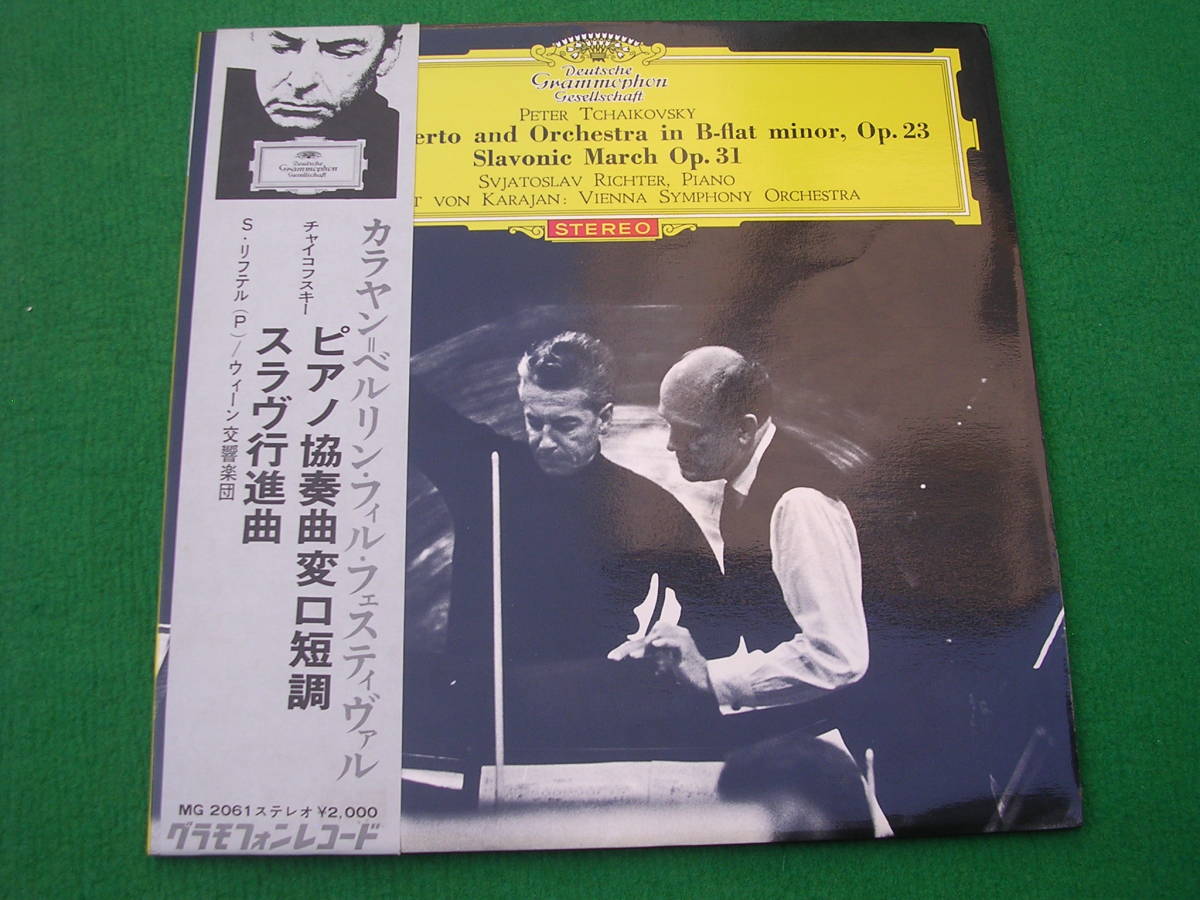 Deutsche
Grammophon
Gesellschaft
カラヤン=ベルリン・フィル・フェスティヴァル
チャイコフスキー
ピアノ協奏曲変ロ短調
スラヴ行進曲
S・リフテル(P)/ウィーン交響楽団
MG 2061ステレオ¥2,000
グラモフォンレコード
Deutsche
Grammophon
Gesellschaft
PETER TCHAIKOVSKY
erto and Orchestra in B-flat minor, Op. 23
Slavonic March Op. 31
SVJATOSLAV RICHTER, PIANO
T VON KARAJAN: VIENNA SYMPHONY ORCHESTRA
STEREO